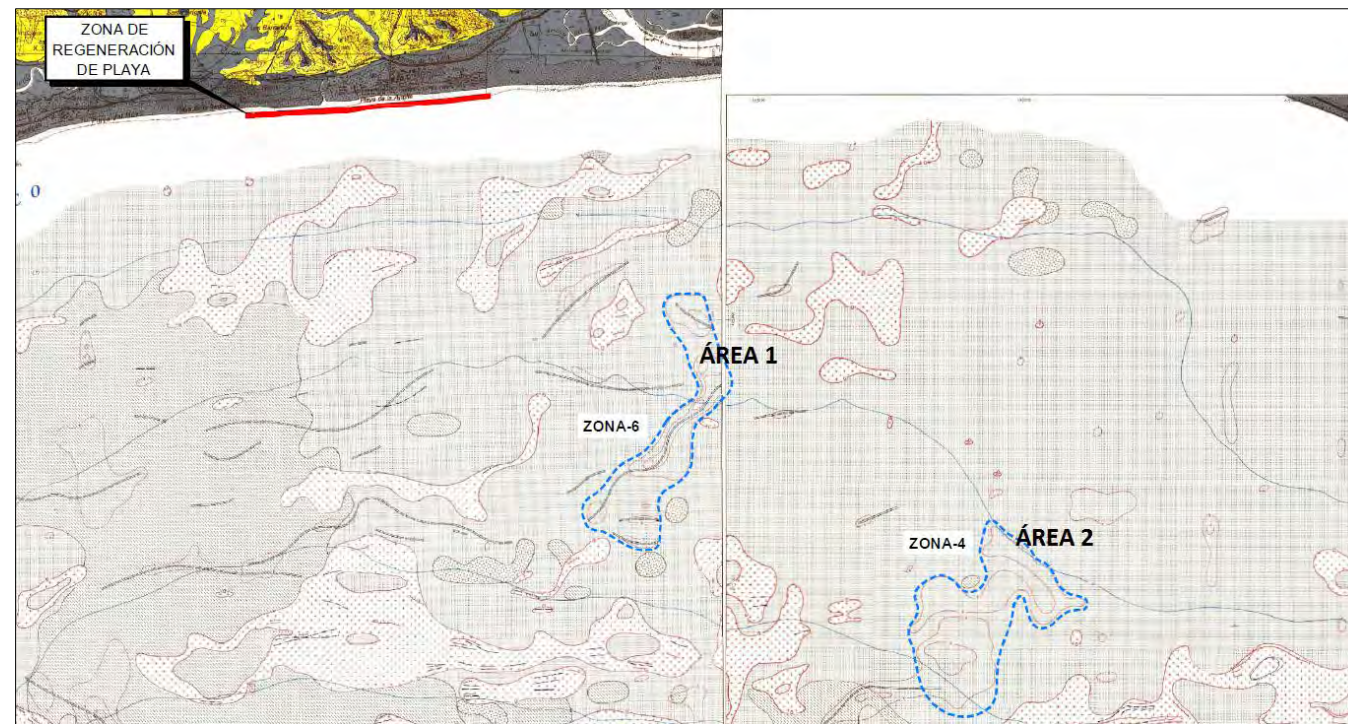 ZONA DE
REGENERACIÓN
DE PLAYA
ÁREA 1
ZONA-6
ZONA-4
ÁREA 2